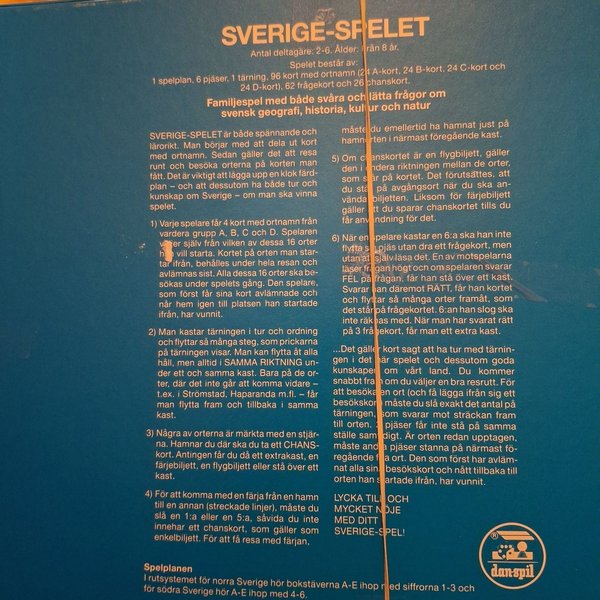 SVERIGE-SPELET
Antal deltagare: 2-6. Ålder: Från 8 år.
Spelet består av:
1 spelplan, 6 pjäser, 1 tärning, 96 kort med ortnamn (24 A-kort, 24 B-kort, 24 C-kort och
24 D-kort), 62 frågekort och 26 chanskort.
Familjespel med både svåra och lätta frågor om
svensk geografi, historia, kultur och natur
SVERIGE-SPELET är både spännande och
lärorikt. Man börjar med att dela ut kort
med ortnamn. Sedan gäller det att resa
runt och besöka orterna på korten man
fått. Det är viktigt att lägga upp en klok färd-
plan – och att dessutom ha både tur och
kunskap om Sverige – om man ska vinna
spelet.
1) Varje spelare får 4 kort med ortnamn från
vardera grupp A, B, C och D. Spelaren
väljer själv från vilken av dessa 16 orter
han vill starta. Kortet på orten man star-
tar ifrån, behålles under hela resan och
avlämnas sist. Alla dessa 16 orter ska be-
sökas under spelets gång. Den spelare,
som först får sina kort avlämnade och
når hem igen till platsen han startade
ifrån, har vunnit.
2) Man kastar tärningen i tur och ordning
och flyttar så många steg, som prickarna
på tärningen visar. Man kan flytta åt alla
håll, men alltid i SAMMA RIKTNING un-
der ett och samma kast. Bara på de or-
ter, där det inte går att komma vidare –
t.ex. i Strömstad, Haparanda m.fl. – får
man flytta fram och tillbaka i samma
kast.
3) Några av orterna är märkta med en stjär-
na. Hamnar du där ska du ta ett CHANS-
kort. Antingen får du då ett extrakast, en
färjebiljett, en flygbiljett eller stå över ett
kast.
4) För att komma med en färja från en hamn
till en annan (streckade linjer), måste du
slå en 1:a eller en 5:a, såvida du inte
innehar ett chanskort, som gäller som
enkelbiljett. För att få resa med färjan,
måste du emellertid ha hamnat just på
hamnorten i närmast föregående kast.
5) Om chanskortet är en flygbiljett, gäller
den i endera riktningen mellan de orter,
som står på kortet. Det förutsättes. att
du står på avgångsort när du ska an-
vända biljetten. Liksom för färjebiljett
gäller att du sparar chanskortet tills du
får användning för det.
6) När en spelare kastar en 6:a ska han inte
flytta sin pjäs utan dra ett frågekort, men
utan att själv läsa det. En av motspelarna
läser frågan högt och om spelaren svarar
FEL på frågan, får han stå över ett kast.
Svarar han däremot RÄTT, får han kortet
och flyttar så många orter framåt, som
det står på frågekortet. 6:an han slog ska
inte räknas med. När man har svarat rätt
på 3 frågekort, får man ett extra kast.
...Det gäller kort sagt att ha tur med tärnin-
gen i det här spelet och dessutom goda
kunskaper om vårt land. Du kommer
snabbt fram om du väljer en bra resrutt. För
att besöka en ort (och få lägga ifrån sig ett
besökskort) måste du slå exakt det antal på
tärningen, som svarar mot sträckan fram
till orten. 2 pjäser får inte stå på samma
ställe samtidigt. Är orten redan upptagen,
måste andra pjäser stanna på närmast
föregående fria ort. Den som först har avläm-
nat alla sina besökskort och nått tillbaka till
orten han startade ifrån, har vunnit.
LYCKA TILL OCH
MYCKET NÖJE
MED DITT
SVERIGE-SPEL!
dan-spil
Spelplanen
I rutsystemet för norra Sverige hör bokstäverna A-E ihop med siffrorna 1-3 och
för södra Sverige hör A-E ihop med 4-6.